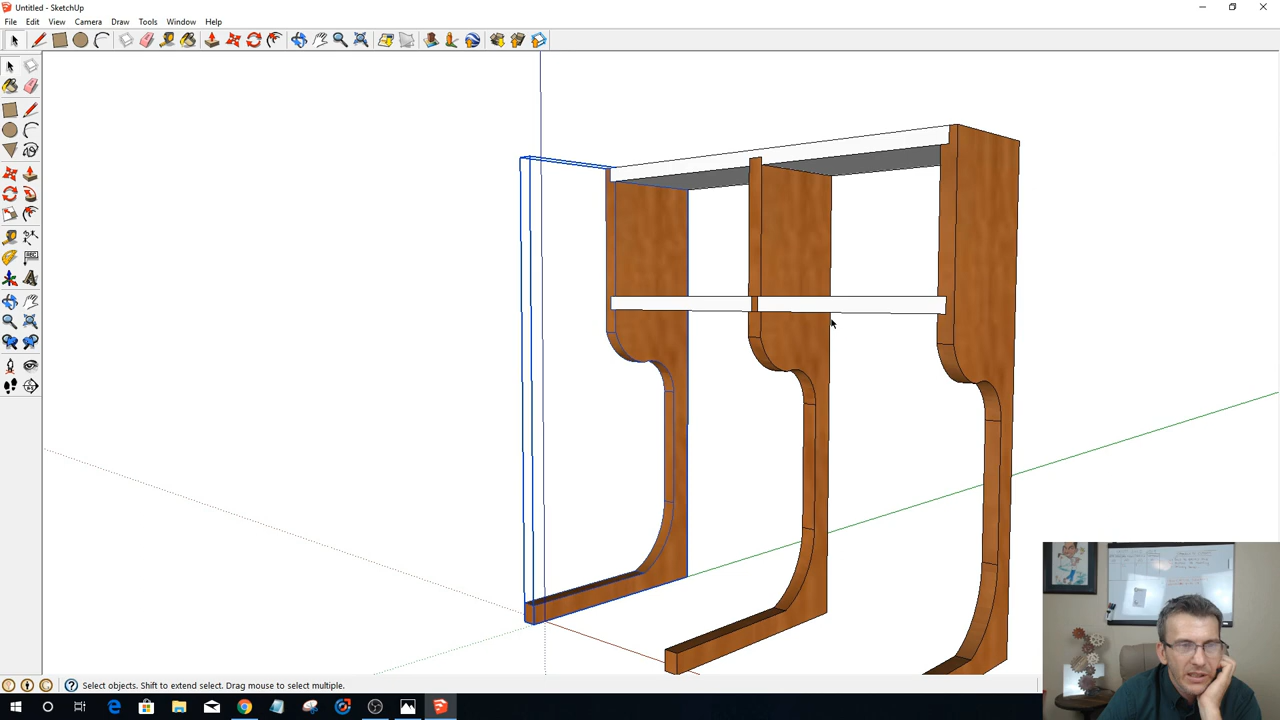 Untitled - SketchUp
File Edit View Camera Draw Tools Window Help
ABC
Select objects. Shift to extend select. Drag mouse to select multiple.